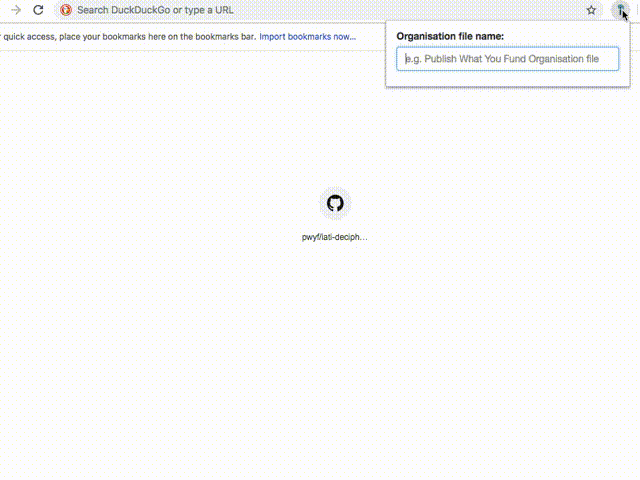 Search DuckDuckGo or type a URL
quick access, place your bookmarks here on the bookmarks bar. Import bookmarks now...
Organisation file name:
e.g. Publish What You Fund Organisation file
pwyf/iati-deciph...